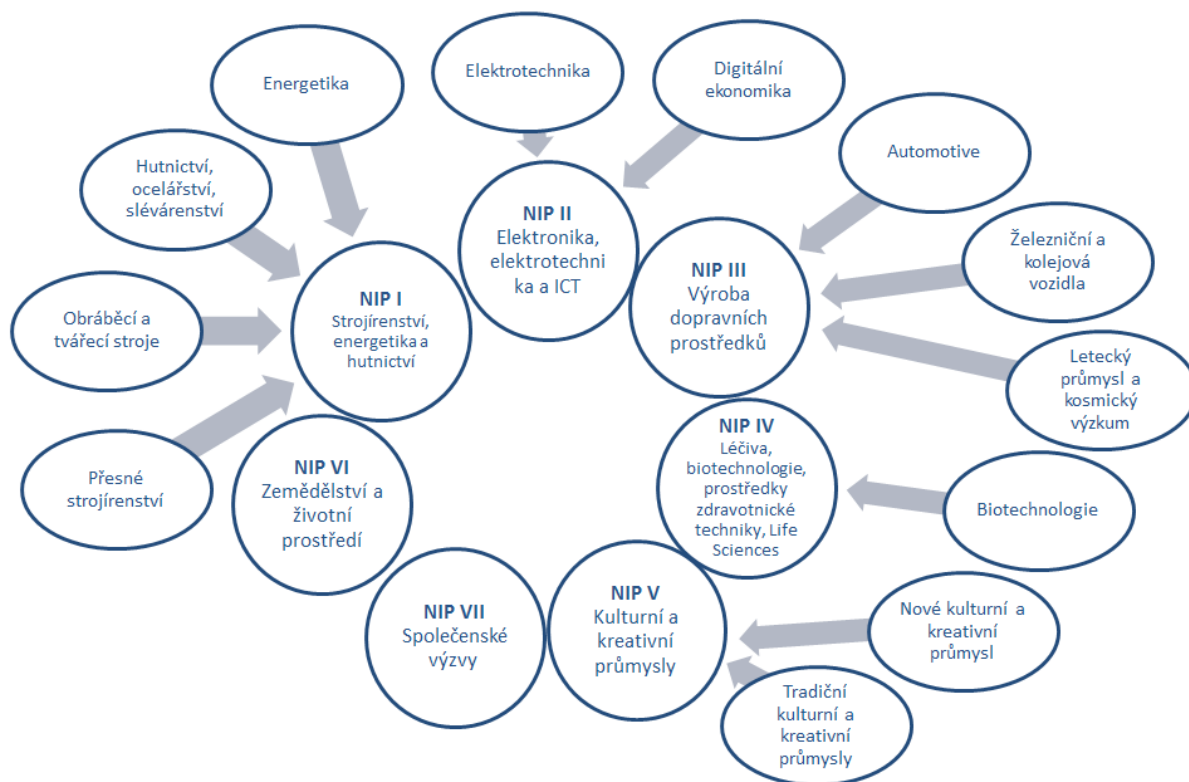 Energetika
Elektrotechnika
Digitální
ekonomika
Automotive
Hutnictví,
ocelářství,
slévárenství
Železniční a
kolejová
vozidla
Obráběcí a
tvářecí stroje
Letecký
průmysl a
kosmický
výzkum
Přesné
strojírenství
Biotechnologie
Nové kulturní a
kreativní
průmysl
Tradiční
kulturní a
kreativní
průmysly
NIP I
Strojírenství,
energetika a
hutnictví
NIP II
Elektronika,
elektrotechni
ka a ICT
NIP III
Výroba
dopravních
prostředků
NIP IV
Léčiva,
biotechnologie,
prostředky
zdravotnické
techniky, Life
Sciences
NIP V
Kulturní a
kreativní
průmysly
NIP VI
Zemědělství a
životní
prostředí
NIP VII
Společenské
výzvy